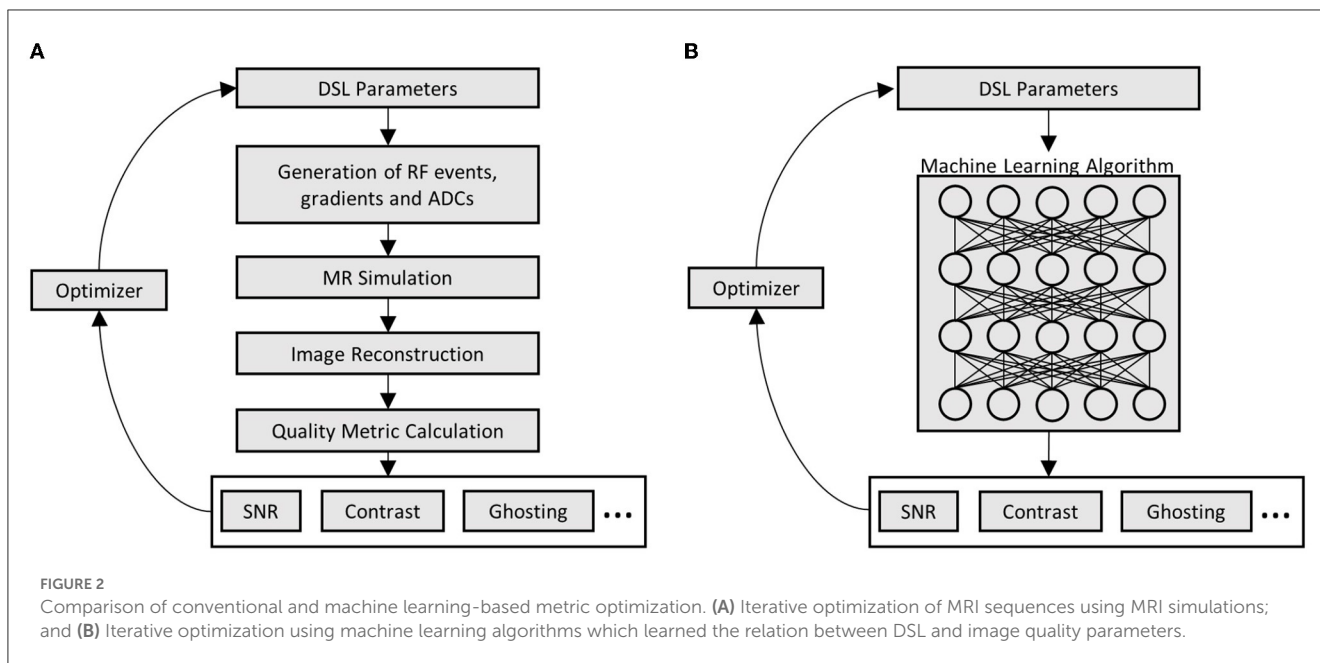 A
DSL Parameters
Generation of RF events,
gradients and ADCs
MR Simulation
Optimizer
Image Reconstruction
Quality Metric Calculation
SNR
Contrast
Ghosting
...
B
DSL Parameters
Machine Learning Algorithm
Optimizer
SNR
Contrast
Ghosting
...
FIGURE 2
Comparison of conventional and machine learning-based metric optimization. (A) Iterative optimization of MRI sequences using MRI simulations;
and (B) Iterative optimization using machine learning algorithms which learned the relation between DSL and image quality parameters.